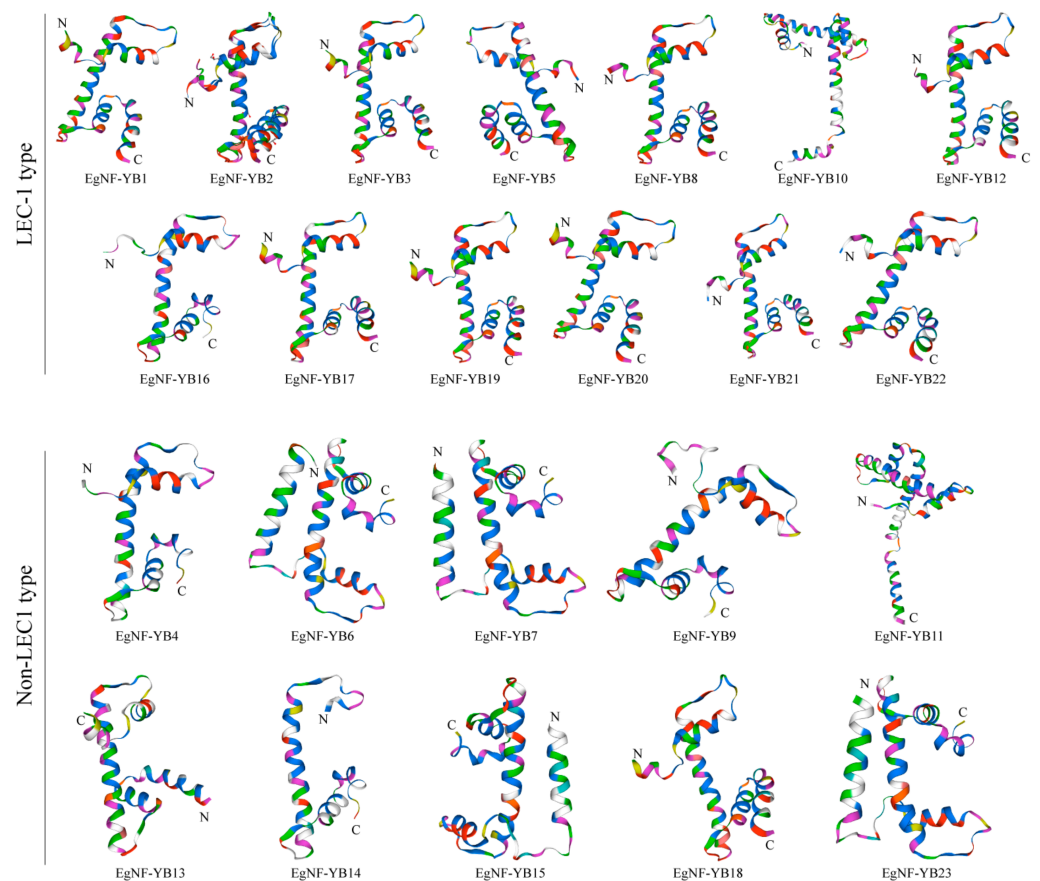 LEC-1 type
N N N N N N N
C C C C C C C
EgNF-YB1 EgNF-YB2 EgNF-YB3 EgNF-YB5 EgNF-YB8 EgNF-YB10 EgNF-YB12
N N N N N N
C C C C C C
EgNF-YB16 EgNF-YB17 EgNF-YB19 EgNF-YB20 EgNF-YB21 EgNF-YB22
Non-LEC1 type
N N N N N
C C C C C
EgNF-YB4 EgNF-YB6 EgNF-YB7 EgNF-YB9 EgNF-YB11
C N C N N
N C N C C
EgNF-YB13 EgNF-YB14 EgNF-YB15 EgNF-YB18 EgNF-YB23